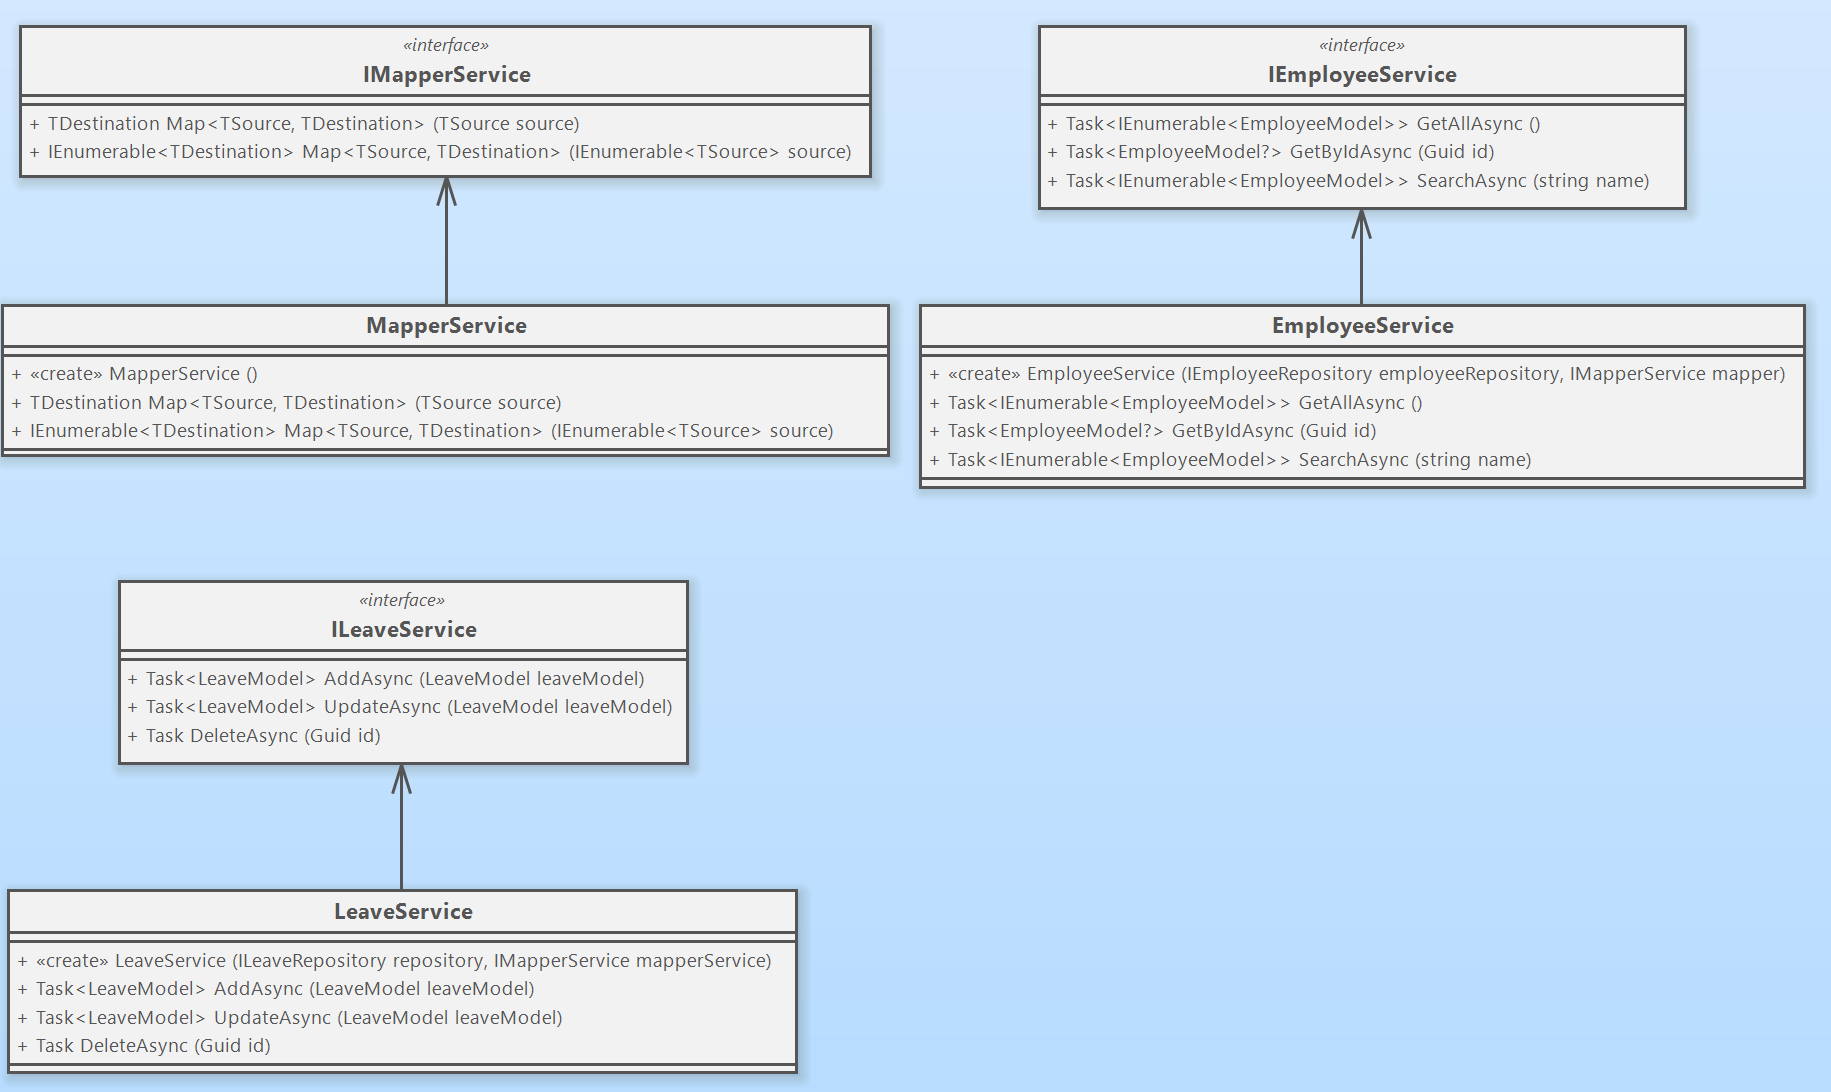 «interface»
IMapperService
+ TDestination Map<TSource, TDestination> (TSource source)
+ IEnumerable<TDestination> Map<TSource, TDestination> (IEnumerable<TSource> source)
«interface»
IEmployeeService
+ Task<IEnumerable<EmployeeModel>> GetAllAsync ()
+ Task<EmployeeModel?> GetByIdAsync (Guid id)
+ Task<IEnumerable<EmployeeModel>> SearchAsync (string name)
MapperService
+ «create» MapperService ()
+ TDestination Map<TSource, TDestination> (TSource source)
+ IEnumerable<TDestination> Map<TSource, TDestination> (IEnumerable<TSource> source)
EmployeeService
+ «create» EmployeeService (IEmployeeRepository employeeRepository, IMapperService mapper)
+ Task<IEnumerable<EmployeeModel>> GetAllAsync ()
+ Task<EmployeeModel?> GetByIdAsync (Guid id)
+ Task<IEnumerable<EmployeeModel>> SearchAsync (string name)
«interface»
ILeaveService
+ Task<LeaveModel> AddAsync (LeaveModel leaveModel)
+ Task<LeaveModel> UpdateAsync (LeaveModel leaveModel)
+ Task DeleteAsync (Guid id)
LeaveService
+ «create» LeaveService (ILeaveRepository repository, IMapperService mapperService)
+ Task<LeaveModel> AddAsync (LeaveModel leaveModel)
+ Task<LeaveModel> UpdateAsync (LeaveModel leaveModel)
+ Task DeleteAsync (Guid id)